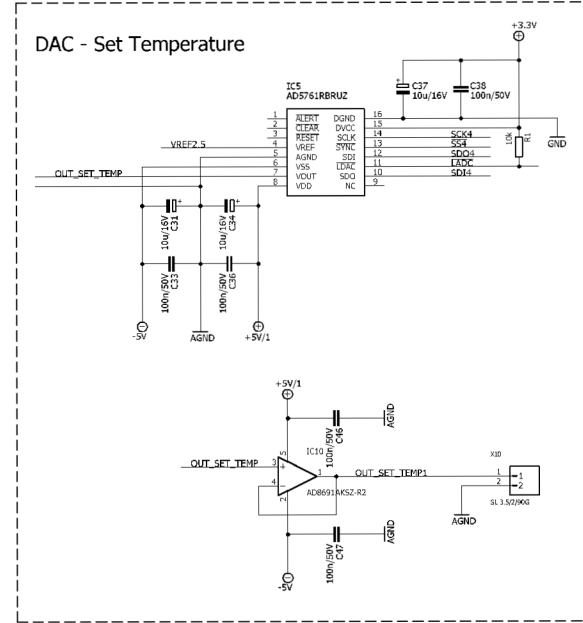 DAC - Set Temperature
+3.3V
C37
10u/16V
C38
100n/50V
IC5
AD5761RBRUZ
1 ALERT DGND 16
2 CLEAR DVCC 15
3 RESET SCLK 14 SCK4
VREF2.5 4 VREF SYNC 13 SS4
5 AGND SDI 12 SDO4
6 VSS LDAC 11 LADC
OUT_SET_TEMP 7 VOUT SDO 10 SDI4
8 VDD NC 9
10k
R1
GND
10u/16V
C31
10u/16V
C34
100n/50V
C33
100n/50V
C36
-5V
AGND
+5V/1
+5V/1
100n/50V
C46
AGND
IC10
5
OUT_SET_TEMP 3 + 1 OUT_SET_TEMP1
4 -
2
AD8691AKSZ-R2
X10
1 1
2 2
SL 3.5/2/90G
AGND
100n/50V
C47
AGND
-5V